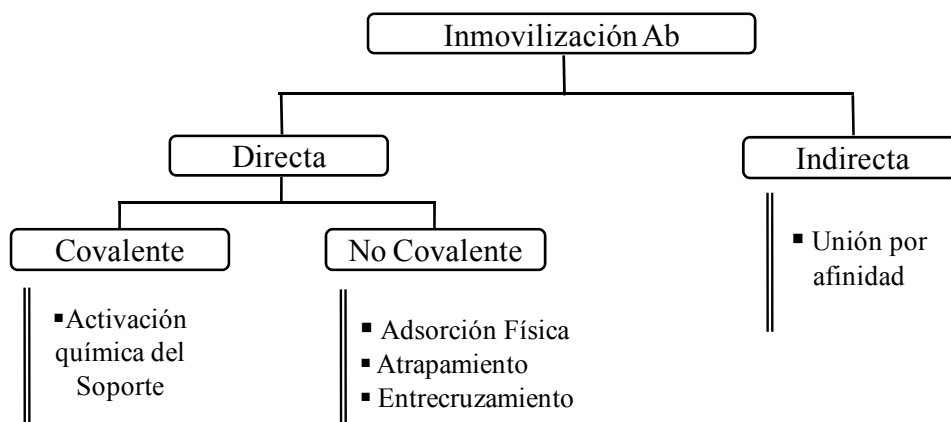 Inmovilización Ab
Directa
Indirecta
Covalente
No Covalente
▪ Unión por
afinidad
▪Activación
química del
Soporte
▪ Adsorción Física
▪ Atrapamiento
▪ Entrecruzamiento